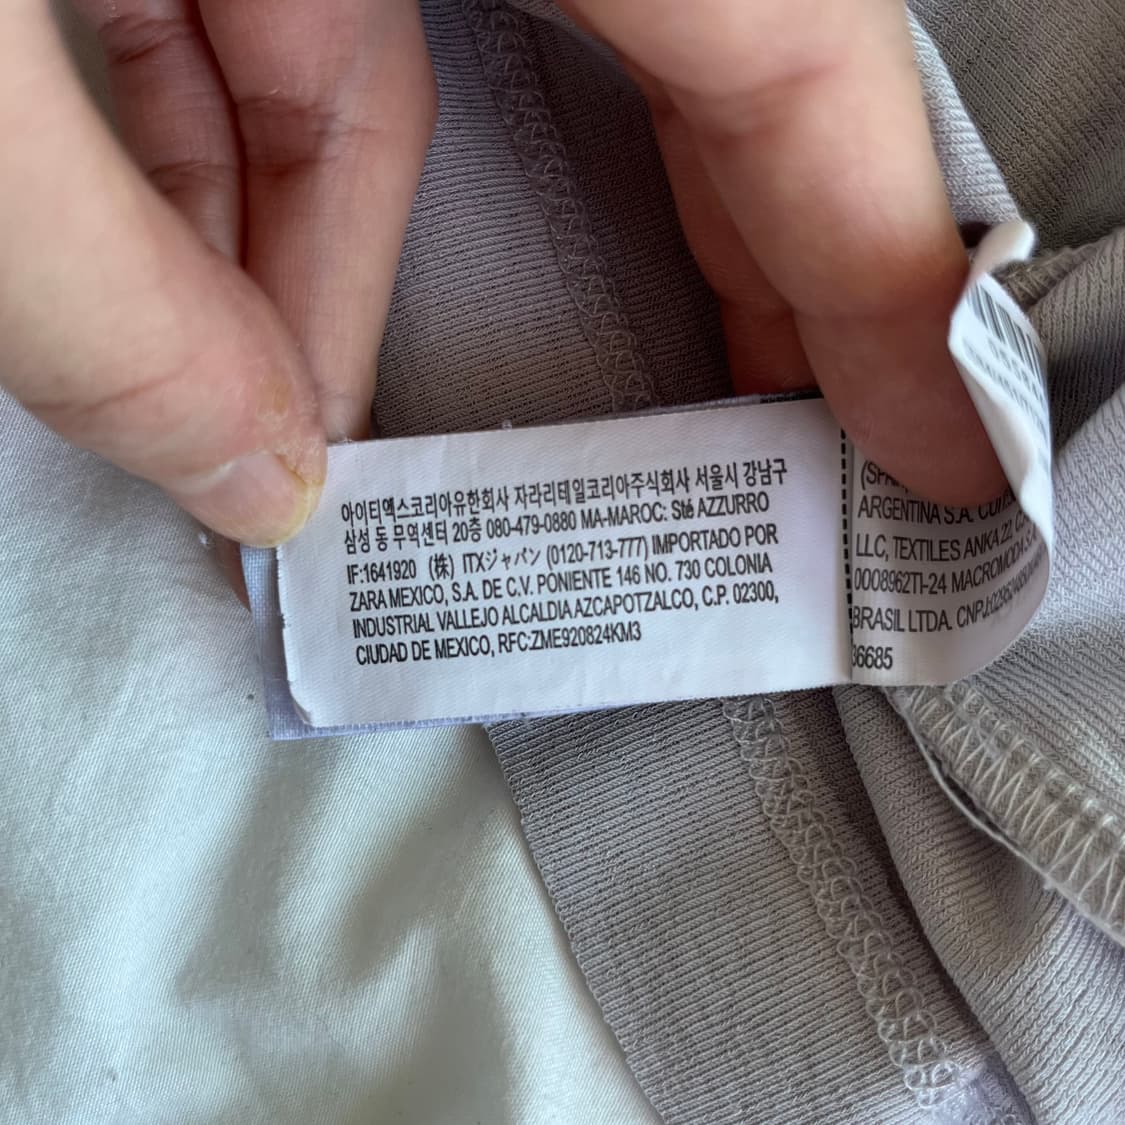 아이티엑스코리아유한회사 자라리테일코리아주식회사 서울시 강남구
삼성 동 무역센터 20층 080-479-0880 MA-MAROC: Sté AZZURRO
IF:1641920 (株) ITXジャパン (0120-713-777) IMPORTADO POR
ZARA MEXICO, S.A. DE C.V. PONIENTE 146 NO. 730 COLONIA
INDUSTRIAL VALLEJO ALCALDIA AZCAPOTZALCO, C.P. 02300,
CIUDAD DE MEXICO, RFC:ZME920824KM3
ARGENTINA S.A.
LLC, TEXTILES ANKA 22,
0008962TI-24 MACROMODA
BRASIL LTDA.
36685